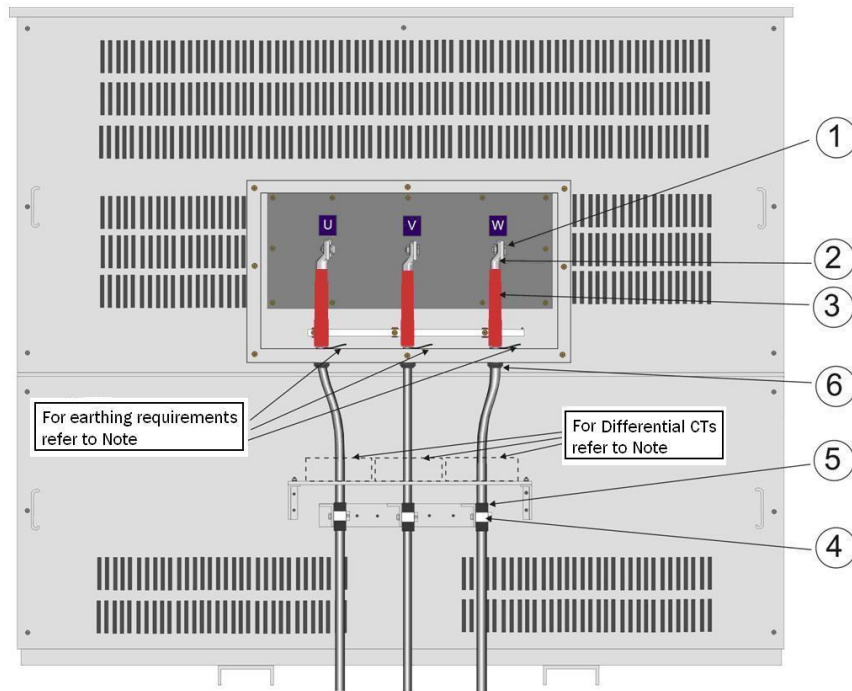 1
U
V
W
2
3
6
For earthing requirements
refer to Note
For Differential CTs
refer to Note
5
4